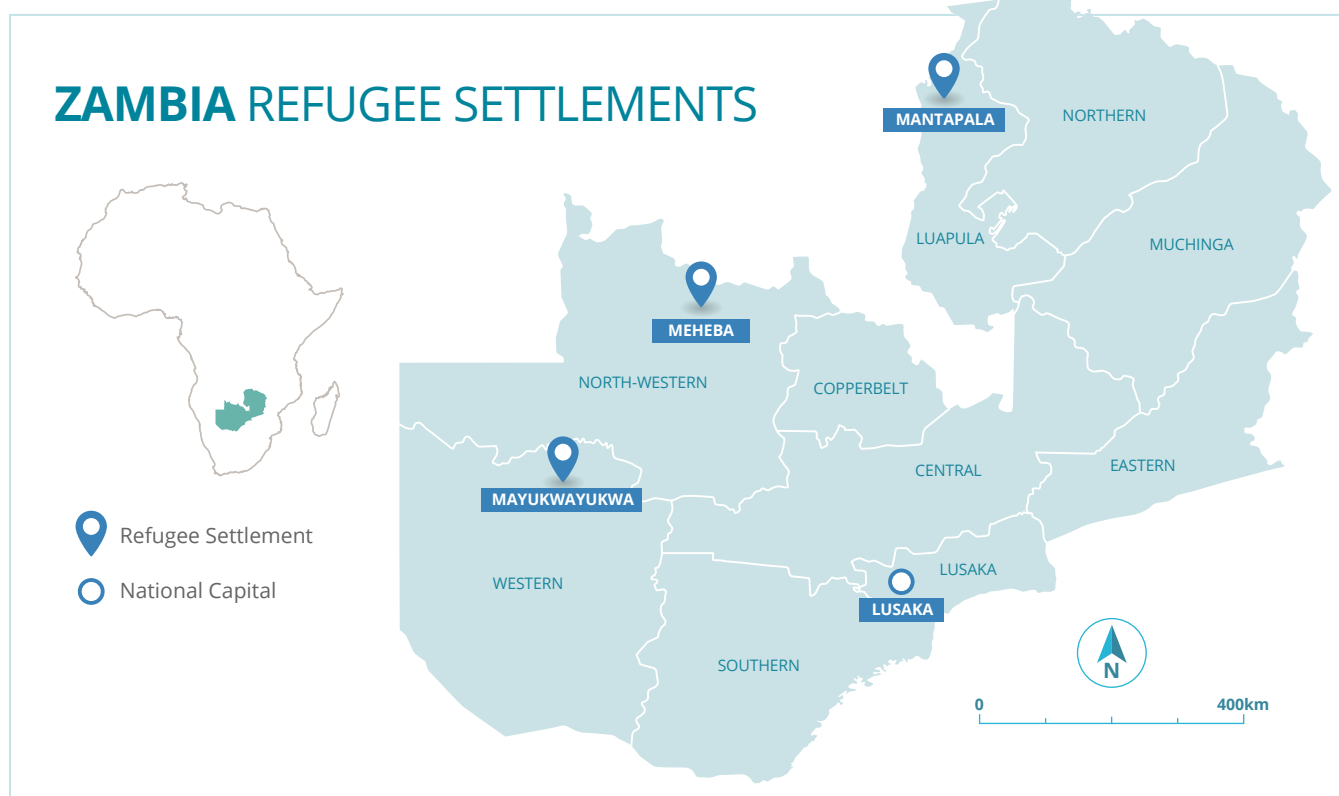 ZAMBIA REFUGEE SETTLEMENTS
MANTAPALA
NORTHERN
LUAPULA
MUCHINGA
MEHEBA
NORTH-WESTERN
COPPERBELT
MAYUKWAYUKWA
CENTRAL
EASTERN
Refugee Settlement
National Capital
WESTERN
LUSAKA
LUSAKA
SOUTHERN
N
0 400km